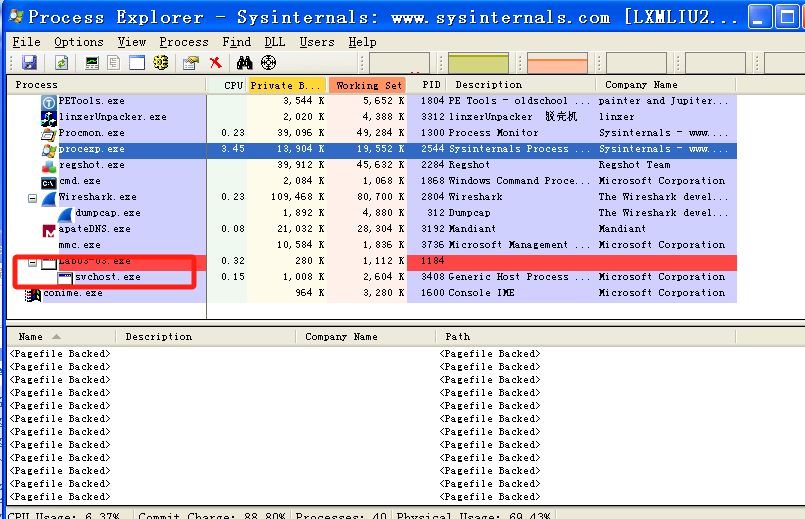 Process Explorer - Sysinternals: www.sysinternals.com [LXMLIU2...
File Options View Process Find DLL Users Help
Process CPU Private B... Working Set PID Description Company Name
PETools.exe 3,544 K 5,652 K 1804 PE Tools - oldschool ... painter and Jupiter...
linzerUnpacker.exe 2,020 K 4,388 K 3312 linzerUnpacker 脱壳机 linzer
Procmon.exe 0.23 39,096 K 49,284 K 1300 Process Monitor Sysinternals - www....
procexp.exe 3.45 13,904 K 19,552 K 2544 Sysinternals Process ... Sysinternals - www....
regshot.exe 39,912 K 45,632 K 2284 Regshot Regshot Team
cmd.exe 2,084 K 1,068 K 1868 Windows Command Proce... Microsoft Corporation
Wireshark.exe 0.23 109,468 K 80,700 K 2804 Wireshark The Wireshark devel...
dumpcap.exe 1,892 K 4,880 K 312 Dumpcap The Wireshark devel...
apateDNS.exe 0.08 21,032 K 28,304 K 3192 Mandiant Mandiant
mmc.exe 10,584 K 1,836 K 3736 Microsoft Management ... Microsoft Corporation
Lab03-03.exe 0.32 280 K 1,112 K 1184
svchost.exe 0.15 1,008 K 2,604 K 3408 Generic Host Process ... Microsoft Corporation
conime.exe 964 K 3,280 K 1600 Console IME Microsoft Corporation
Name Description Company Name Path
<Pagefile Backed> <Pagefile Backed>
<Pagefile Backed> <Pagefile Backed>
<Pagefile Backed> <Pagefile Backed>
<Pagefile Backed> <Pagefile Backed>
<Pagefile Backed> <Pagefile Backed>
<Pagefile Backed> <Pagefile Backed>
<Pagefile Backed> <Pagefile Backed>
<Pagefile Backed> <Pagefile Backed>
<Pagefile Backed> <Pagefile Backed>
<Pagefile Backed> <Pagefile Backed>
<Pagefile Backed> <Pagefile Backed>
<Pagefile Backed> <Pagefile Backed>
CPU Usage: 6.37% Commit Charge: 88.80% Processes: 40 Physical Usage: 69.43%